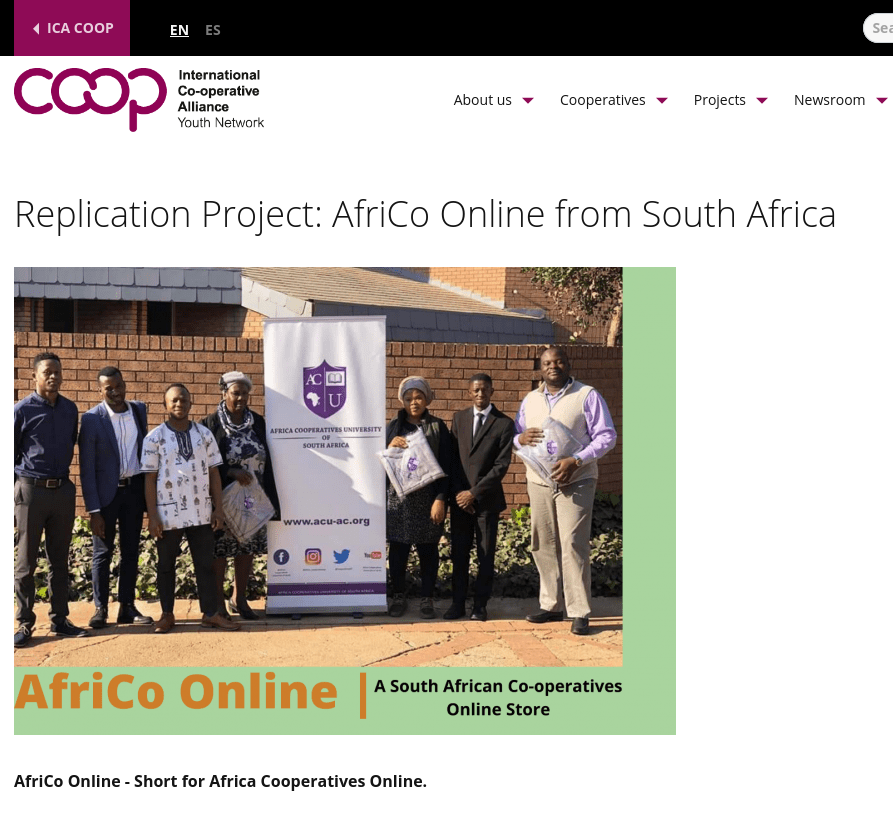 ICA COOP
EN
ES
Sea
coop
International
Co-operative
Alliance
Youth Network
About us
Cooperatives
Projects
Newsroom
Replication Project: AfriCo Online from South Africa
AC
U
AFRICA COOPERATIVES UNIVERSITY
OF
SOUTH AFRICA
www.acu-ac.org
AFRICA COOPERATIVES UNIVERSITY OF SOUTH AFRICA
AfriCo Online |
A South African Co-operatives
Online Store
AfriCo Online - Short for Africa Cooperatives Online.